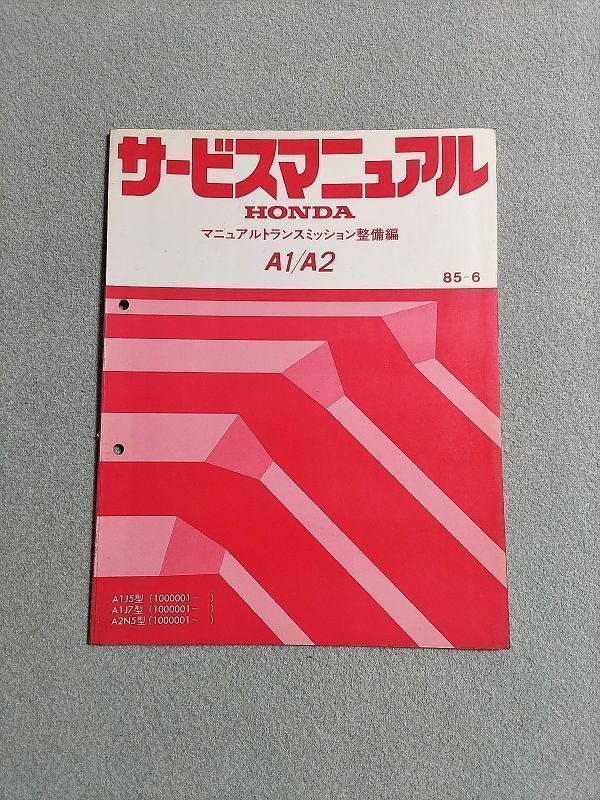 サービスマニュアル
HONDA
マニュアルトランスミッション整備編
A1/A2
85-6
A1J5型 (1000001~ )
A1J7型 (1000001~ )
A2N5型 (1000001~ )